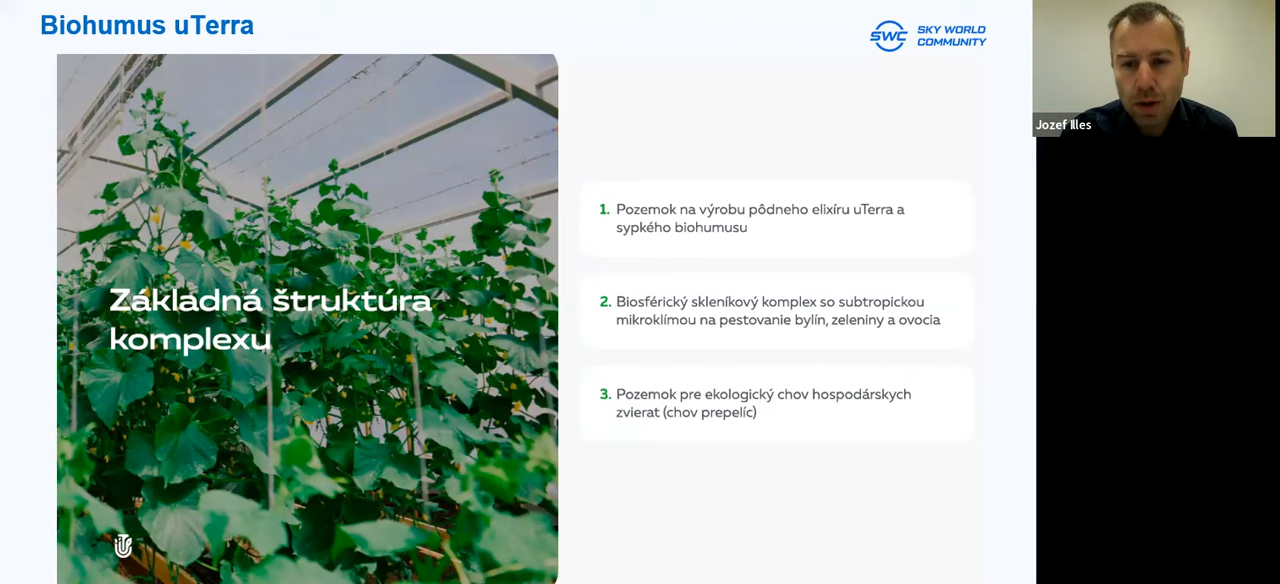 Biohumus uTerra
SWC
SKY WORLD
COMMUNITY
Jozef Illes
Základná štruktúra
komplexu
1. Pozemok na výrobu pôdneho elixíru uTerra a
sypkého biohumusu
2. Biosférický skleníkový komplex so subtropickou
mikroklímou na pestovanie bylín, zeleniny a ovocia
3. Pozemok pre ekologický chov hospodárskych
zvierat (chov prepelíc)